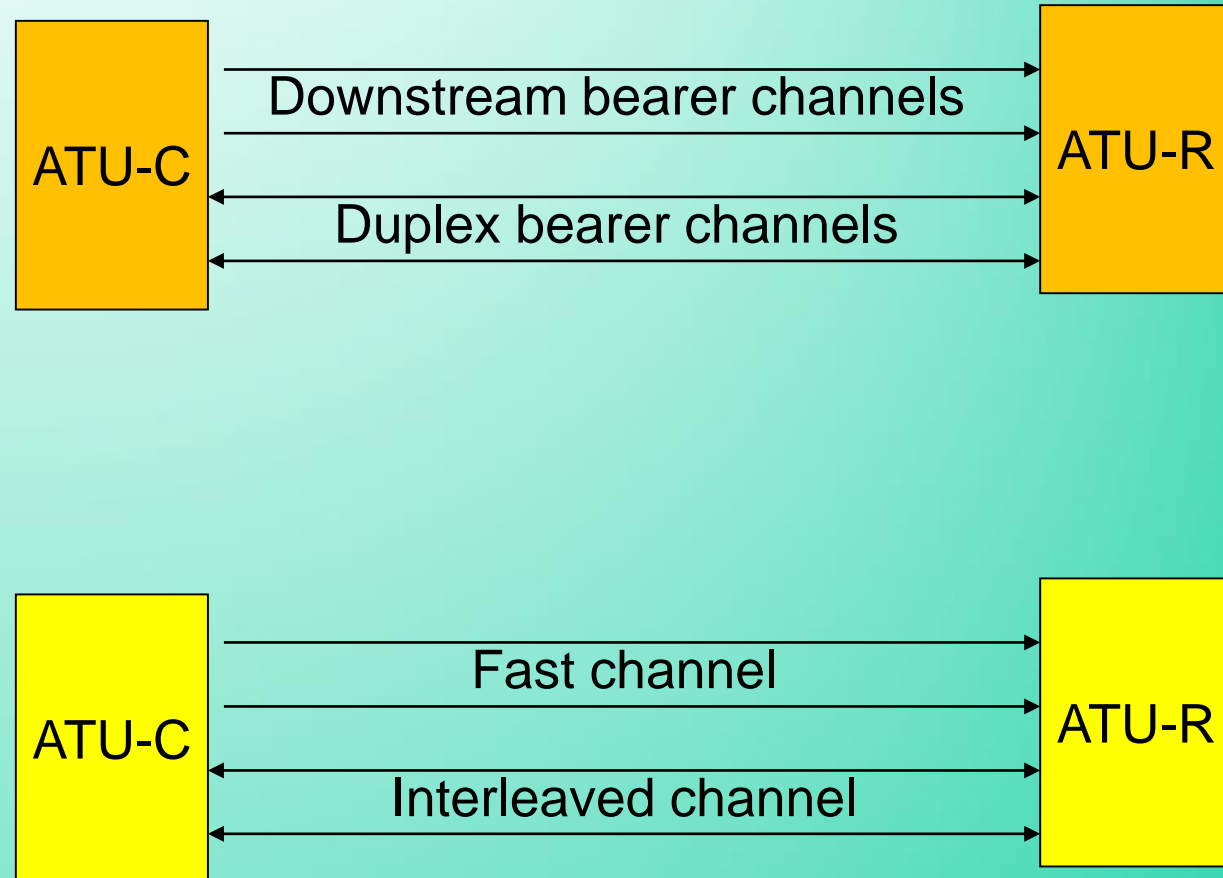 Downstream bearer channels
ATU-C
ATU-R
Duplex bearer channels
Fast channel
ATU-C
ATU-R
Interleaved channel